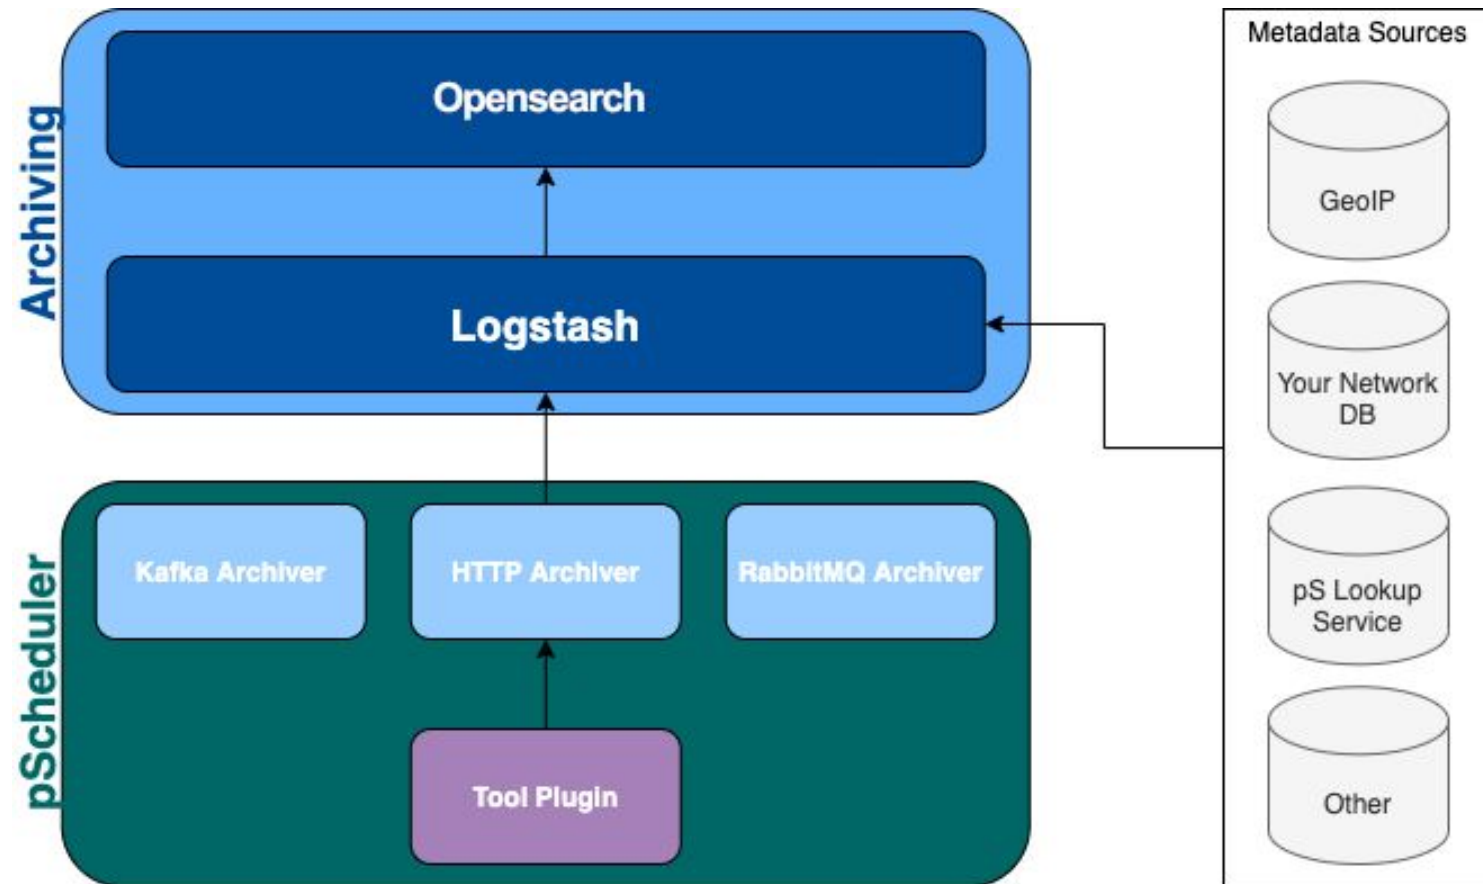 Archiving
Opensearch
Logstash
pScheduler
Kafka Archiver
HTTP Archiver
RabbitMQ Archiver
Tool Plugin
Metadata Sources
GeoIP
Your Network
DB
pS Lookup
Service
Other